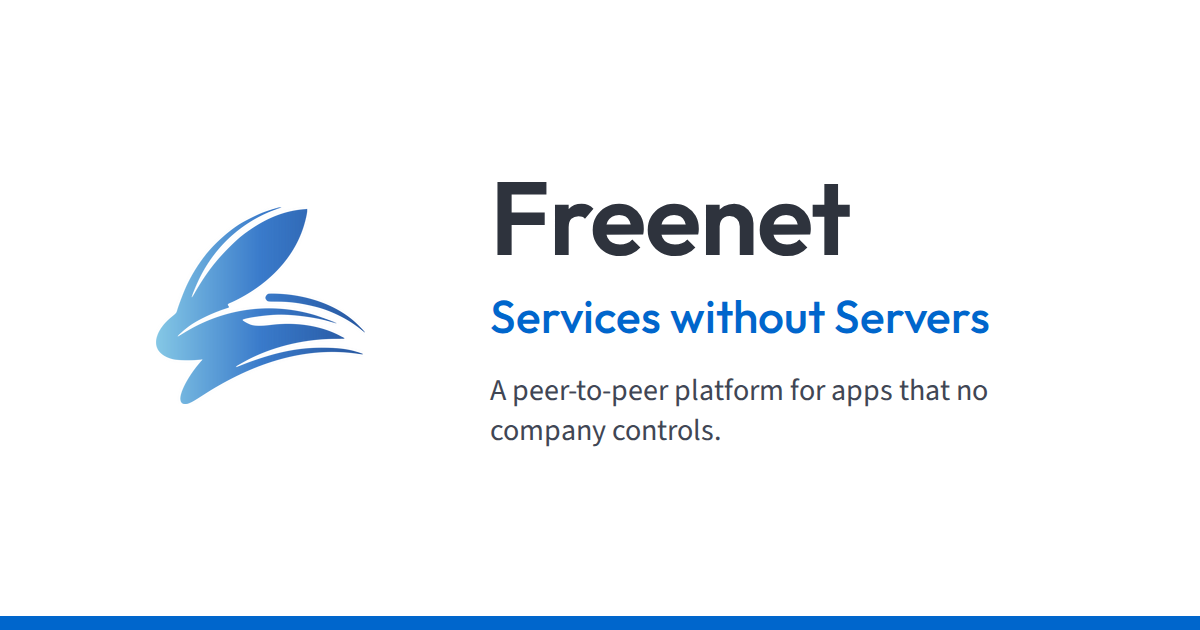 Freenet
Services without Servers
A peer-to-peer platform for apps that no
company controls.